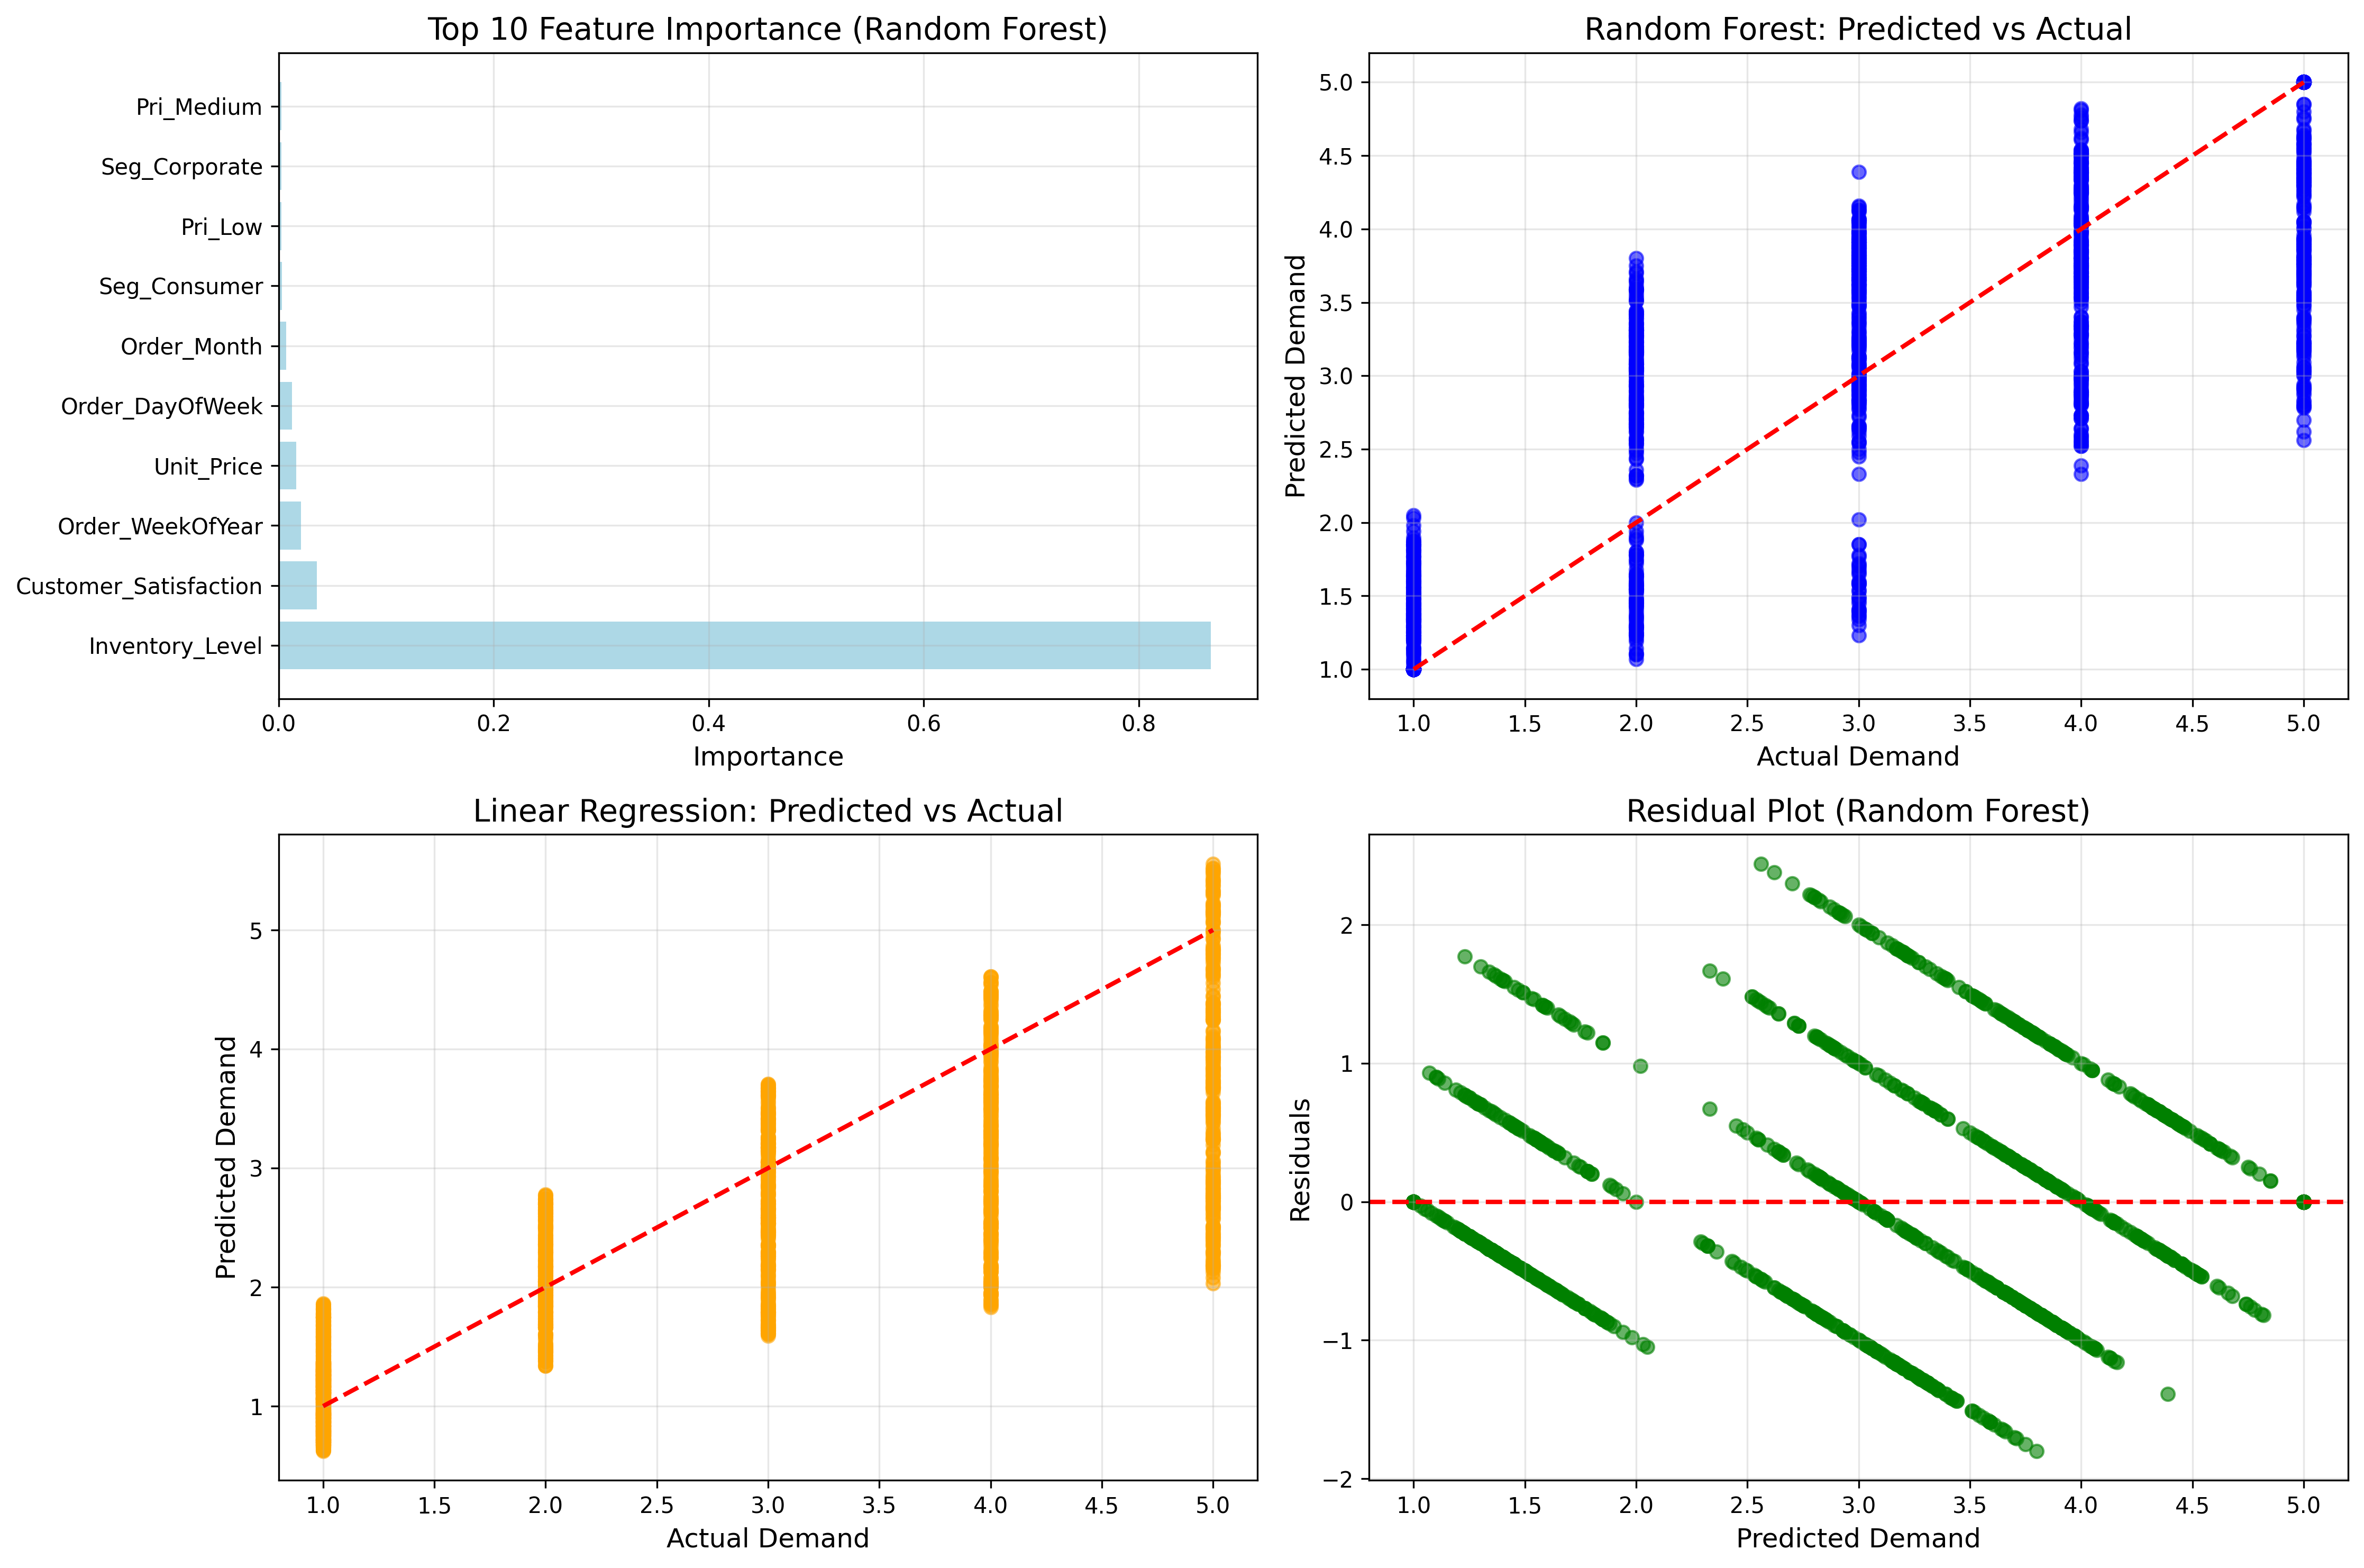 Top 10 Feature Importance (Random Forest)
Pri_Medium
Seg_Corporate
Pri_Low
Seg_Consumer
Order_Month
Order_DayOfWeek
Unit_Price
Order_WeekOfYear
Customer_Satisfaction
Inventory_Level
0.0 0.2 0.4 0.6 0.8
Importance
Random Forest: Predicted vs Actual
Predicted Demand
5.0
4.5
4.0
3.5
3.0
2.5
2.0
1.5
1.0
1.0 1.5 2.0 2.5 3.0 3.5 4.0 4.5 5.0
Actual Demand
Linear Regression: Predicted vs Actual
Predicted Demand
5
4
3
2
1
1.0 1.5 2.0 2.5 3.0 3.5 4.0 4.5 5.0
Actual Demand
Residual Plot (Random Forest)
Residuals
2
1
0
−1
−2
1.0 1.5 2.0 2.5 3.0 3.5 4.0 4.5 5.0
Predicted Demand